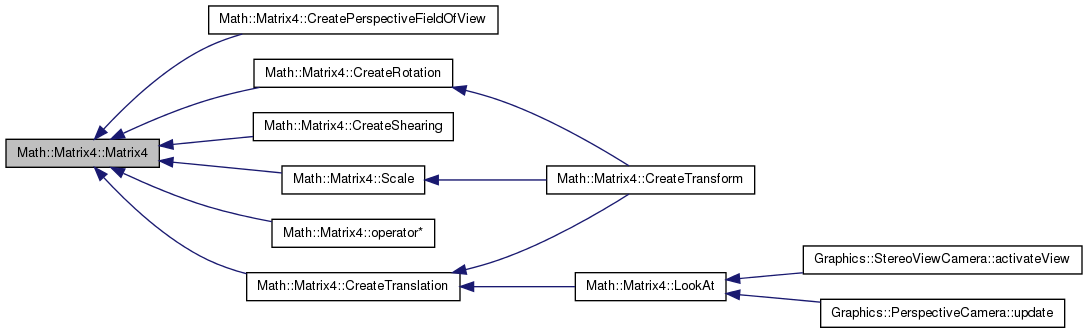 Math::Matrix4::CreatePerspectiveFieldOfView
Math::Matrix4::CreateRotation
Math::Matrix4::CreateShearing
Math::Matrix4::Matrix4
Math::Matrix4::Scale
Math::Matrix4::CreateTransform
Math::Matrix4::operator*
Graphics::StereoViewCamera::activateView
Math::Matrix4::CreateTranslation
Math::Matrix4::LookAt
Graphics::PerspectiveCamera::update